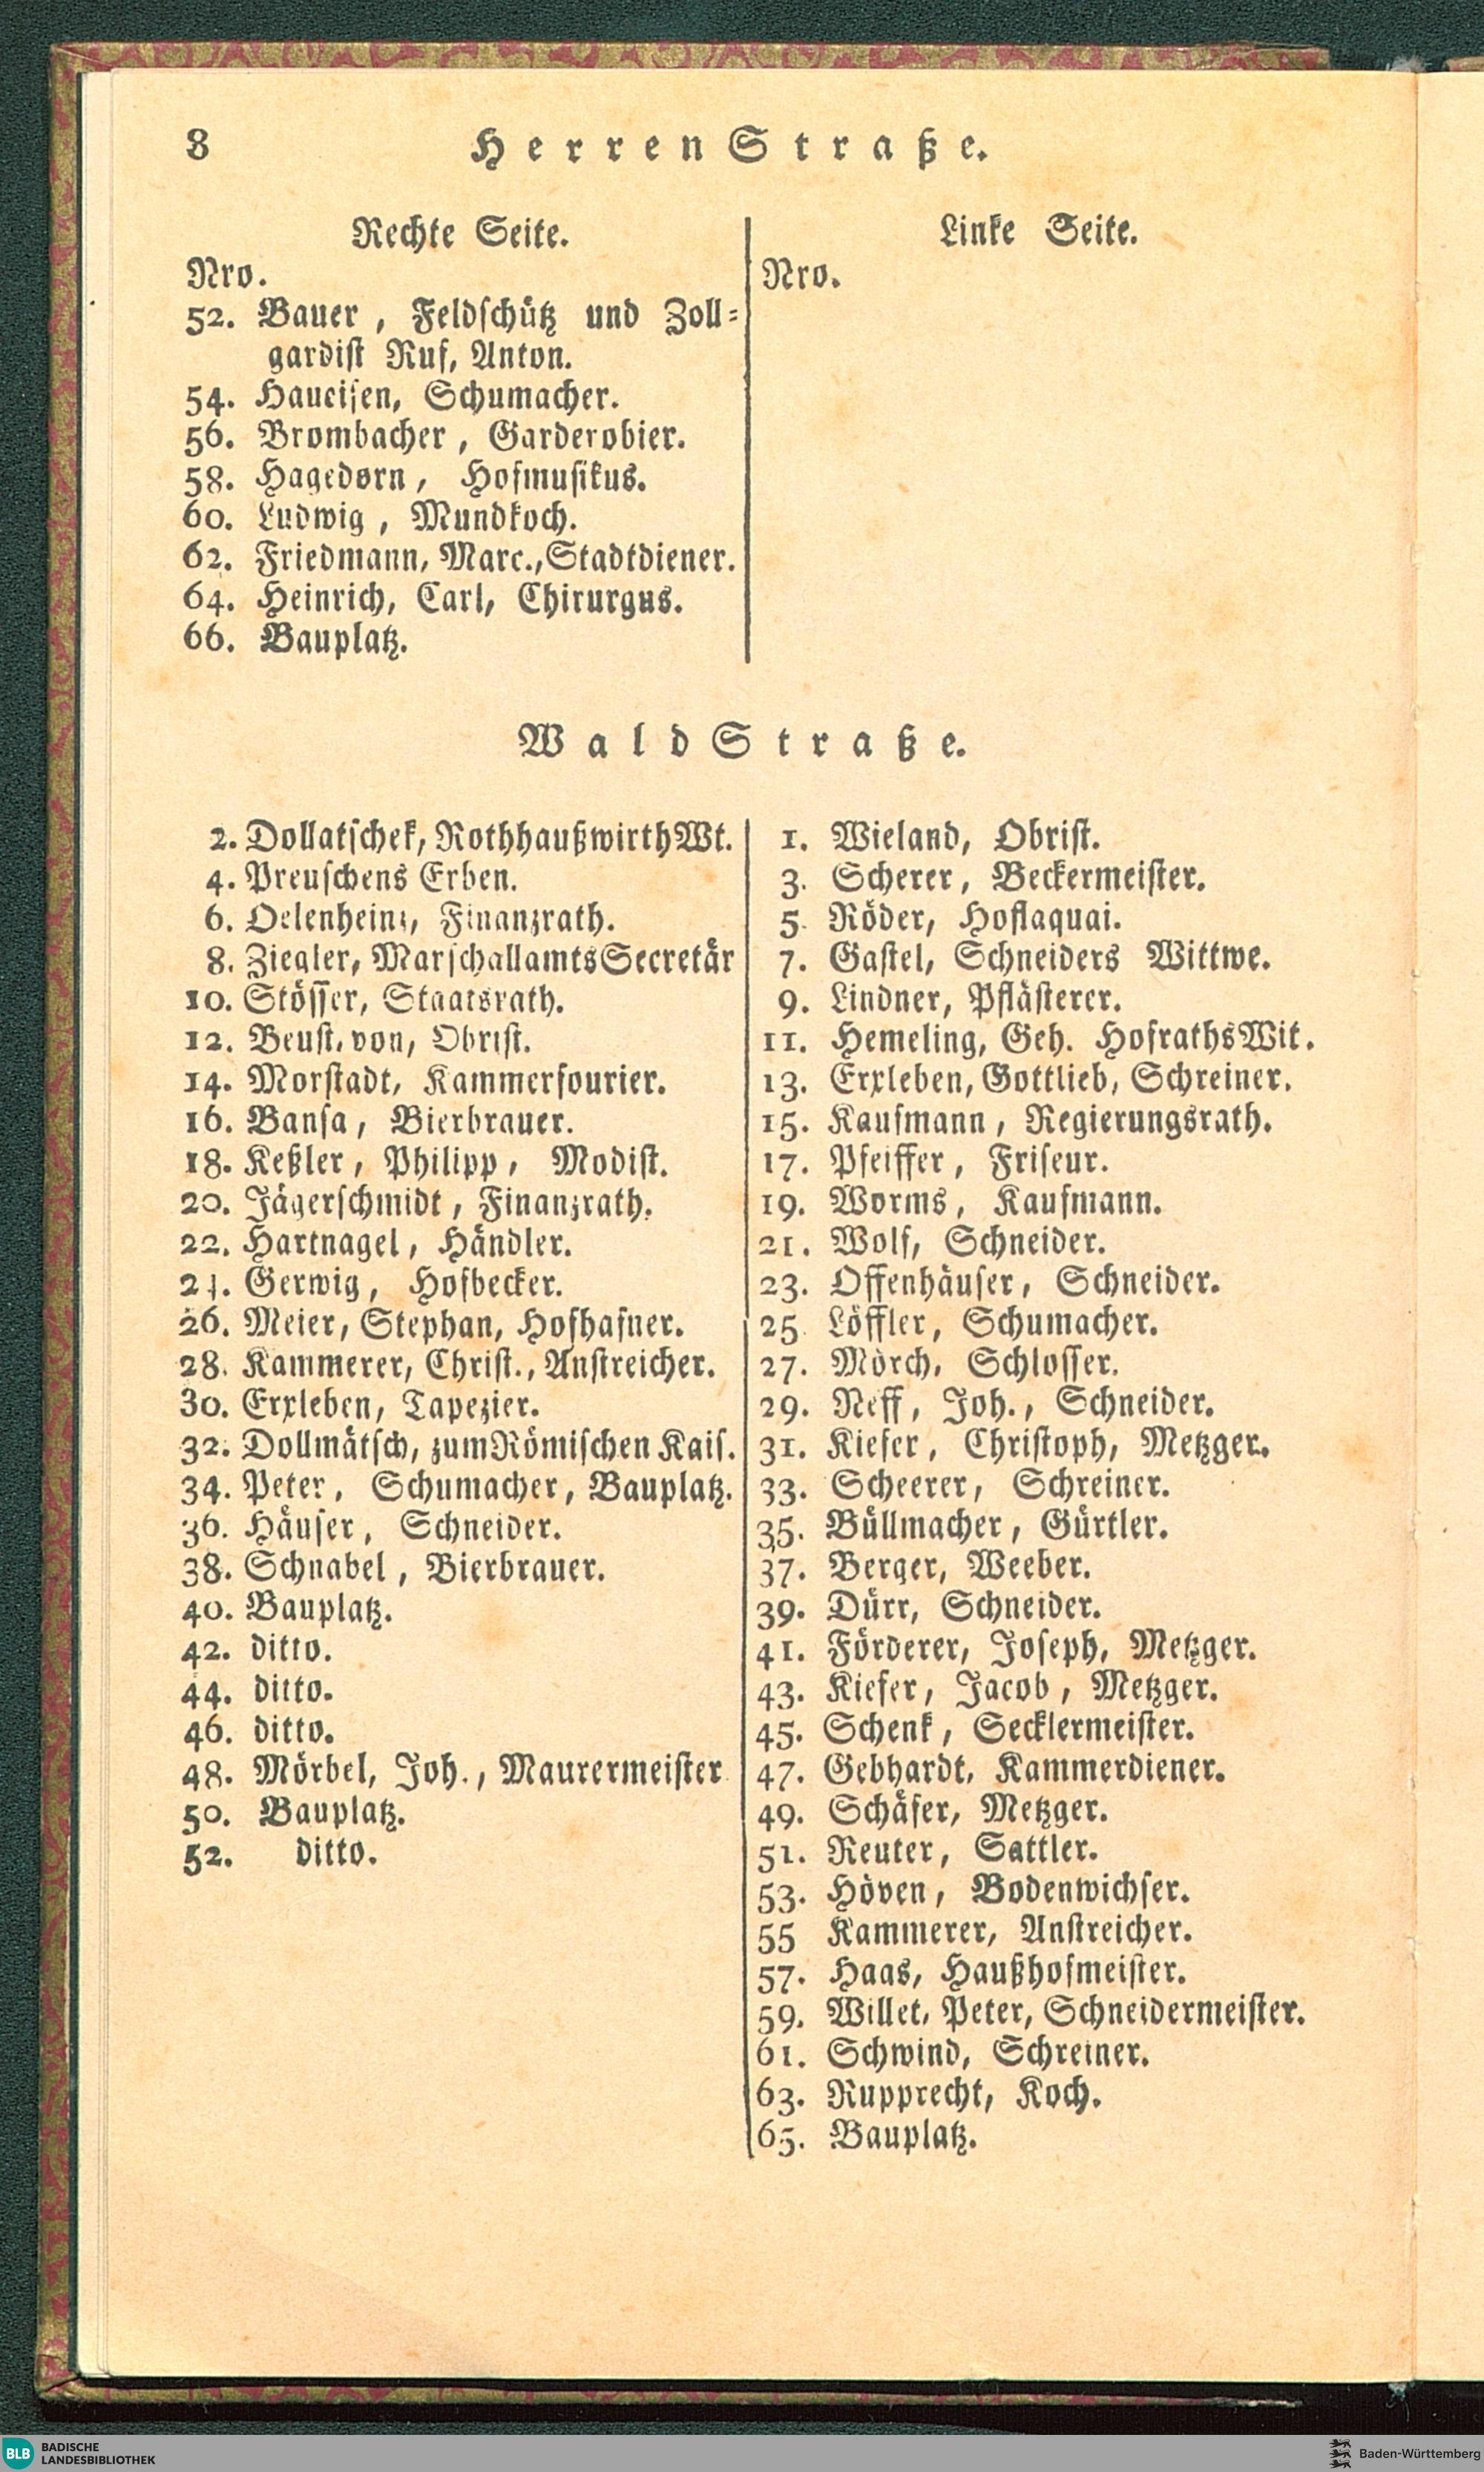 8 HerrenStraße.
Rechte Seite.
Nro.
52. Bauer, Feldschütz und Zoll=
gardist Ruf, Anton.
54. Haueisen, Schumacher.
56. Brombacher, Garderobier.
58. Hagedorn, Hofmusikus.
60. Ludwig, Mundkoch.
62. Friedmann, Marc., Stadtdiener.
64. Heinrich, Carl, Chirurgus.
66. Bauplatz.
Linke Seite.
Nro.
WaldStraße.
2. Dollatschek, RothhaußwirthWt.
4. Preuschens Erben.
6. Oelenheinz, Finanzrath.
8. Ziegler, MarschallamtsSecretär
10. Stösser, Staatsrath.
12. Beust, von, Obrist.
14. Morstadt, Kammerfourier.
16. Bansa, Bierbrauer.
18. Keßler, Philipp, Modist.
20. Jägerschmidt, Finanzrath.
22. Hartnagel, Händler.
24. Gerwig, Hofbecker.
26. Meier, Stephan, Hofhafner.
28. Kammerer, Christ., Anstreicher.
30. Erxleben, Tapezier.
32. Dollmätsch, zumRömischen Kais.
34. Peter, Schumacher, Bauplatz.
36. Häuser, Schneider.
38. Schnabel, Bierbrauer.
40. Bauplatz.
42. ditto.
44. ditto.
46. ditto.
48. Mörbel, Joh., Maurermeister
50. Bauplatz.
52. ditto.
1. Wieland, Obrist.
3. Scherer, Beckermeister.
5. Röder, Hoflaquai.
7. Gastel, Schneiders Wittwe.
9. Lindner, Pflästerer.
11. Hemeling, Geh. HofrathsWit.
13. Erxleben, Gottlieb, Schreiner.
15. Kaufmann, Regierungsrath.
17. Pfeiffer, Friseur.
19. Worms, Kaufmann.
21. Wolf, Schneider.
23. Offenhäuser, Schneider.
25. Löffler, Schumacher.
27. Mörch, Schlosser.
29. Neff, Joh., Schneider.
31. Kiefer, Christoph, Metzger.
33. Scheerer, Schreiner.
35. Büllmacher, Gürtler.
37. Berger, Weeber.
39. Dürr, Schneider.
41. Förderer, Joseph, Metzger.
43. Kiefer, Jacob, Metzger.
45. Schenk, Secklermeister.
47. Gebhardt, Kammerdiener.
49. Schäfer, Metzger.
51. Reuter, Sattler.
53. Höven, Bodenwichser.
55 Kammerer, Anstreicher.
57. Haas, Haußhofmeister.
59. Willet, Peter, Schneidermeister.
61. Schwind, Schreiner.
63. Rupprecht, Koch.
65. Bauplatz.
BLB BADISCHE
LANDESBIBLIOTHEK
Baden-Württemberg